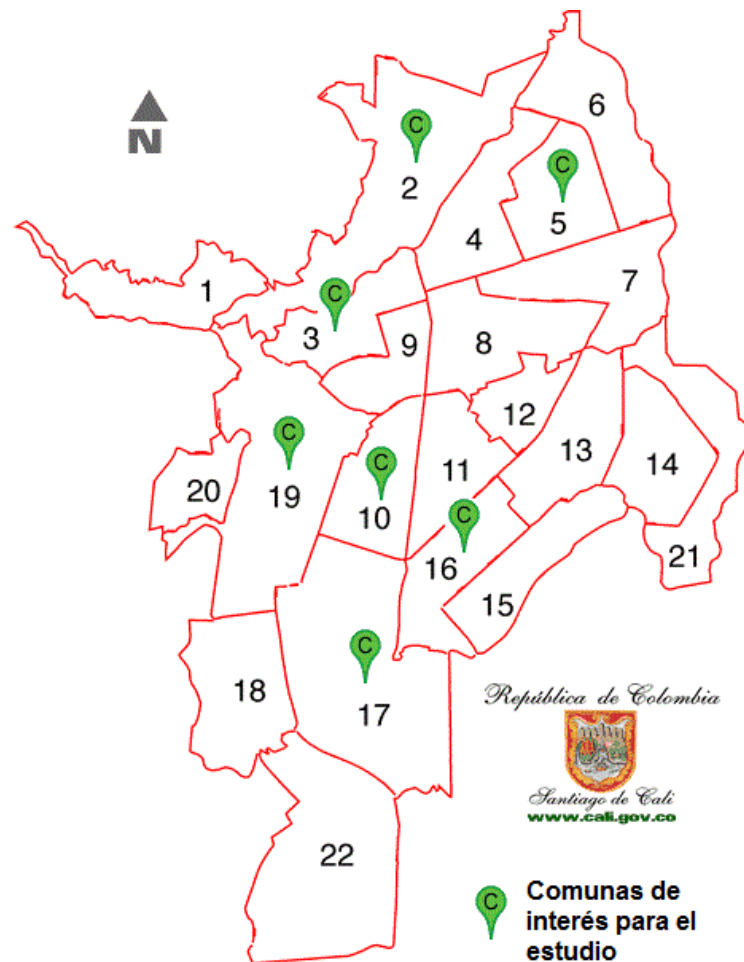 N
C
6
2
C
5
4
7
1
C
3
9
8
12
C
C
13
14
20
19
11
10
C
16
21
15
C
18
17
República de Colombia
Santiago de Cali
www.cali.gov.co
22
C
Comunas de
interés para el
estudio